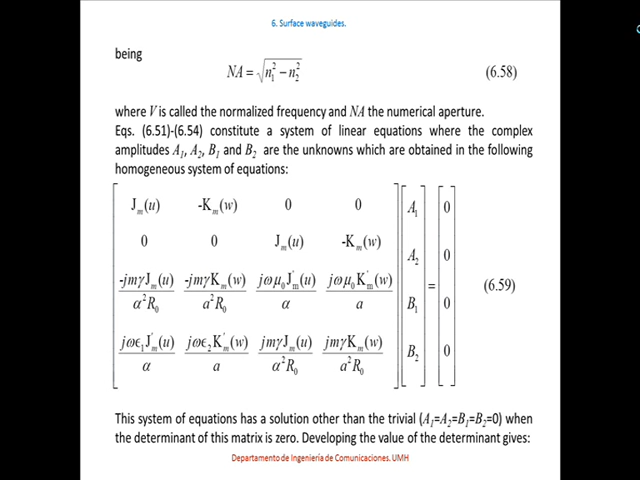 6. Surface waveguides.
being
NA = √(n₁² − n₂²) (6.58)
where V is called the normalized frequency and NA the numerical aperture.
Eqs. (6.51)-(6.54) constitute a system of linear equations where the complex
amplitudes A₁, A₂, B₁ and B₂ are the unknowns which are obtained in the following
homogeneous system of equations:
Jₘ(u) -Kₘ(w) 0 0 A₁ 0
0 0 Jₘ(u) -Kₘ(w) A₂ 0
-jmγJₘ(u)/α²R₀ -jmγKₘ(w)/a²R₀ jωμ₀J′ₘ(u)/α jωμ₀K′ₘ(w)/a B₁ = 0 (6.59)
jωϵ₁J′ₘ(u)/α jωϵ₂K′ₘ(w)/a jmγJₘ(u)/α²R₀ jmγKₘ(w)/a²R₀ B₂ 0
This system of equations has a solution other than the trivial (A₁=A₂=B₁=B₂=0) when
the determinant of this matrix is zero. Developing the value of the determinant gives:
Departamento de Ingeniería de Comunicaciones. UMH